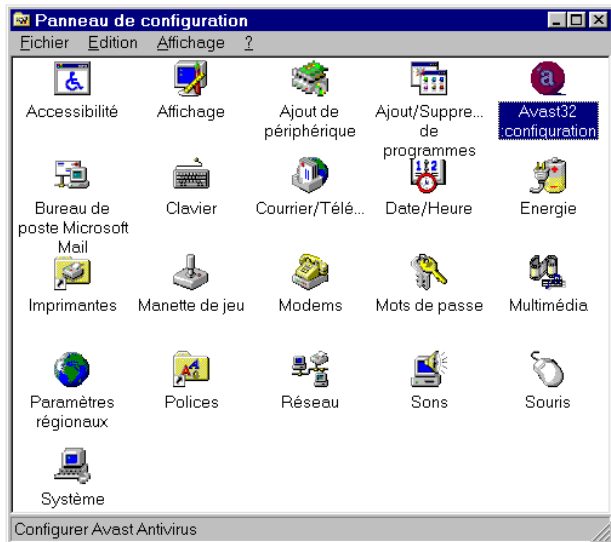 Panneau de configuration
Fichier Edition Affichage ?
Accessibilité
Affichage
Ajout de
périphérique
Ajout/Suppre...
de
programmes
Avast32
:configuration
Bureau de
poste Microsoft
Mail
Clavier
Courrier/Télé...
Date/Heure
Energie
Imprimantes
Manette de jeu
Modems
Mots de passe
Multimédia
Paramètres
régionaux
Polices
Réseau
Sons
Souris
Système
Configurer Avast Antivirus